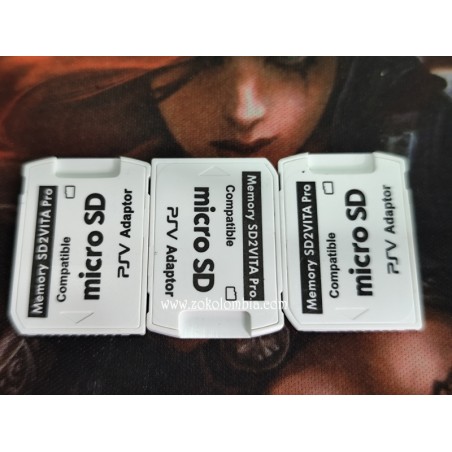 Memory SD2VITA Pro
Compatible
micro SD
PSV Adaptor
Memory SD2VITA Pro
Compatible
micro SD
PSV Adaptor
Memory SD2VITA Pro
Compatible
micro SD
PSV Adaptor
www.zokolombia.com